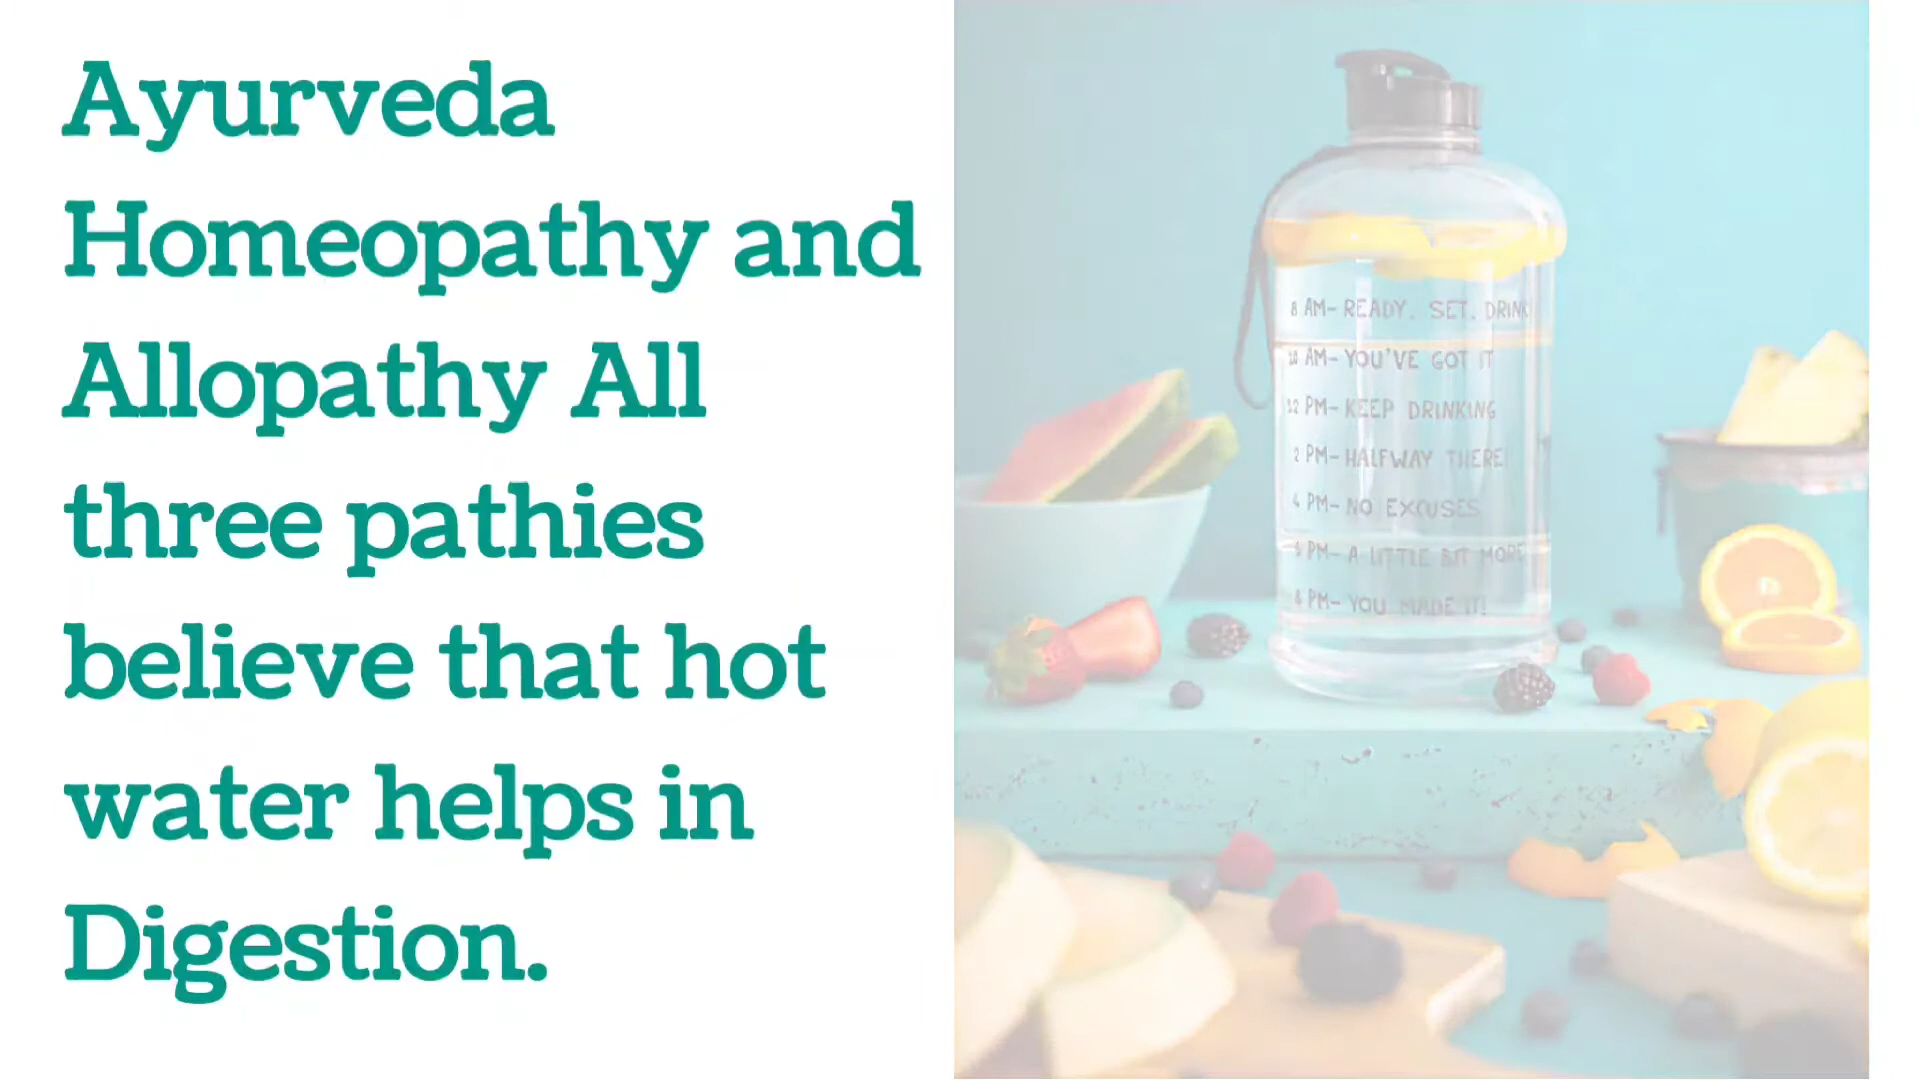 Ayurveda
Homeopathy and
Allopathy All
three pathies
believe that hot
water helps in
Digestion.
8 AM- READY. SET. DRINK
10 AM- YOU'VE GOT IT
12 PM- KEEP DRINKING
2 PM- HALFWAY THERE
4 PM- NO EXCUSES
PM- A LITTLE BIT MORE
PM- YOU MADE IT!